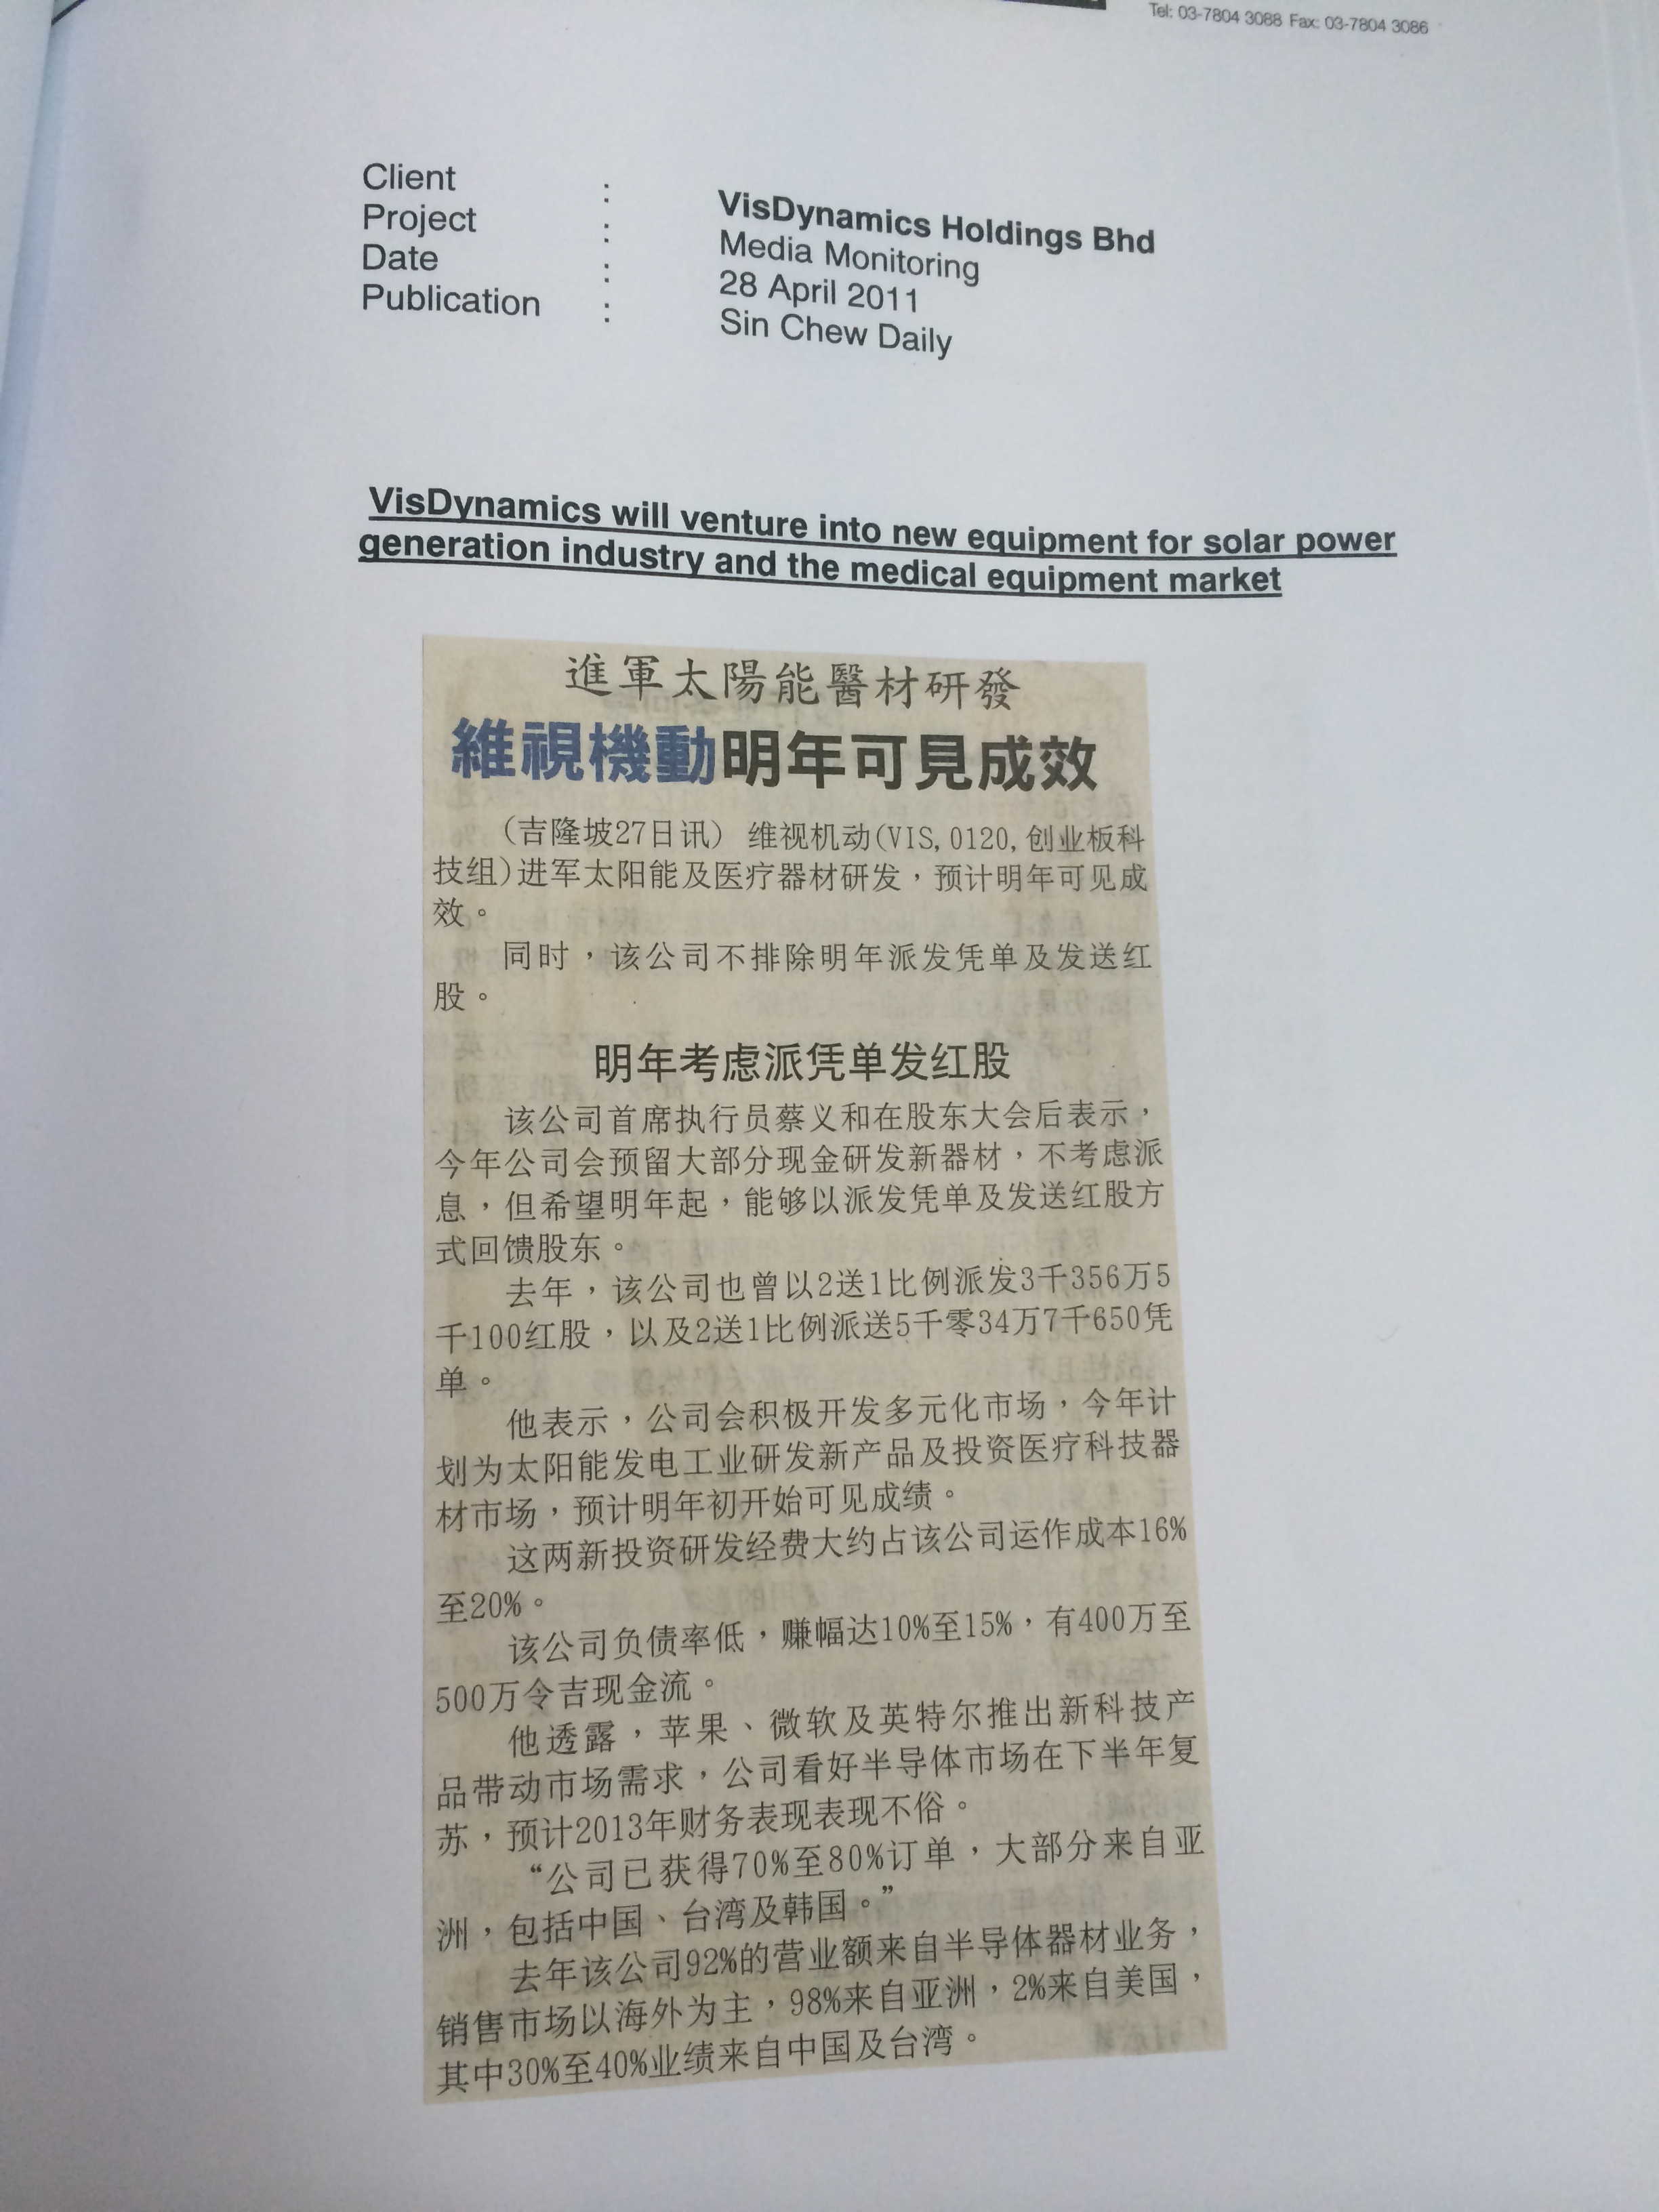 Tel: 03-7804 3088 Fax: 03-7804 3086
Client : VisDynamics Holdings Bhd
Project : Media Monitoring
Date : 28 April 2011
Publication : Sin Chew Daily
VisDynamics will venture into new equipment for solar power
generation industry and the medical equipment market
進軍太陽能醫材研發
維視機動明年可見成效
（吉隆坡27日讯） 维视机动(VIS,0120,创业板科
技组)进军太阳能及医疗器材研发，预计明年可见成
效。
同时，该公司不排除明年派发凭单及发送红
股。
明年考虑派凭单发红股
该公司首席执行员蔡义和在股东大会后表示，
今年公司会预留大部分现金研发新器材，不考虑派
息，但希望明年起，能够以派发凭单及发送红股方
式回馈股东。
去年，该公司也曾以2送1比例派发3千356万5
千100红股，以及2送1比例派送5千零34万7千650凭
单。
他表示，公司会积极开发多元化市场，今年计
划为太阳能发电工业研发新产品及投资医疗科技器
材市场，预计明年初开始可见成绩。
这两新投资研发经费大约占该公司运作成本16%
至20%。
该公司负债率低，赚幅达10%至15%，有400万至
500万令吉现金流。
他透露，苹果、微软及英特尔推出新科技产
品带动市场需求，公司看好半导体市场在下半年复
苏，预计2013年财务表现表现不俗。
“公司已获得70%至80%订单，大部分来自亚
洲，包括中国、台湾及韩国。”
去年该公司92%的营业额来自半导体器材业务，
销售市场以海外为主，98%来自亚洲，2%来自美国，
其中30%至40%业绩来自中国及台湾。